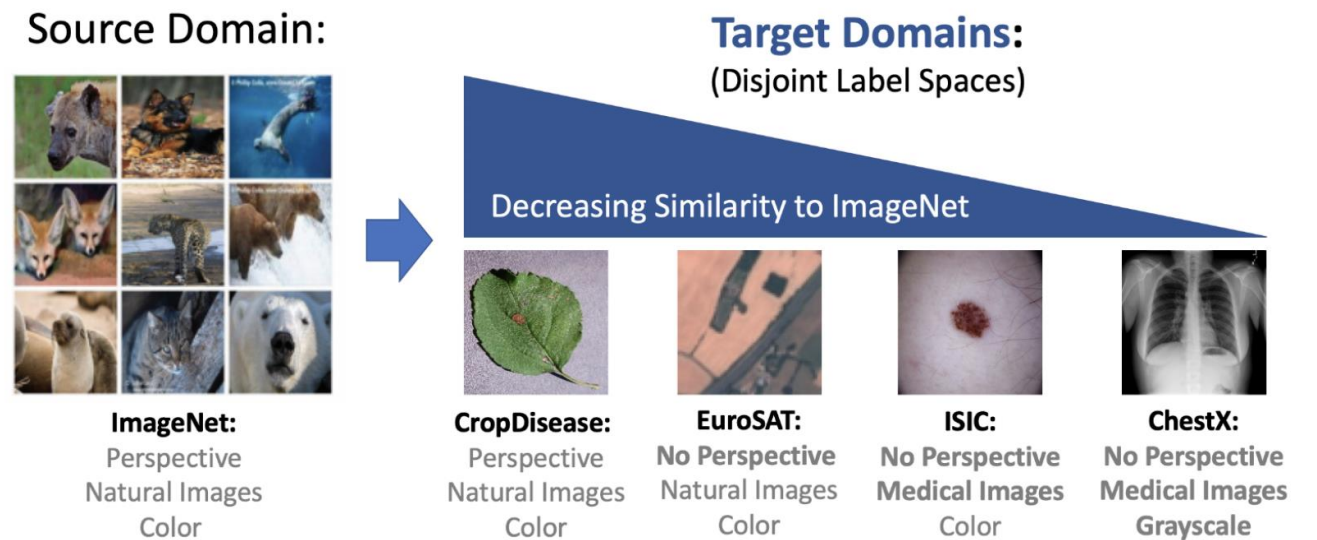 Source Domain:
Target Domains:
(Disjoint Label Spaces)
Decreasing Similarity to ImageNet
ImageNet:
Perspective
Natural Images
Color
CropDisease:
Perspective
Natural Images
Color
EuroSAT:
No Perspective
Natural Images
Color
ISIC:
No Perspective
Medical Images
Color
ChestX:
No Perspective
Medical Images
Grayscale